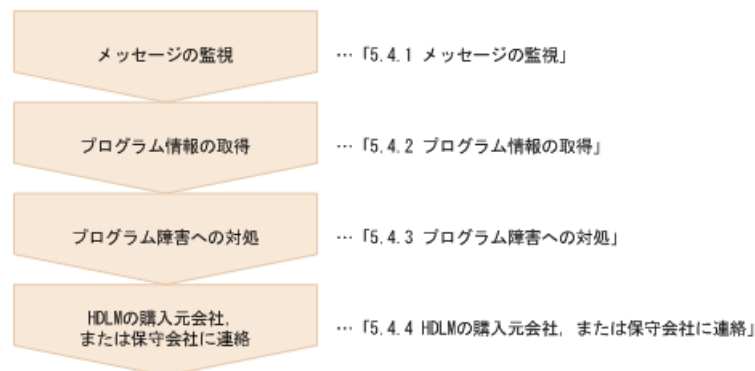 メッセージの監視 … 「5.4.1 メッセージの監視」
プログラム情報の取得 … 「5.4.2 プログラム情報の取得」
プログラム障害への対処 … 「5.4.3 プログラム障害への対処」
HDLMの購入元会社,
または保守会社に連絡 … 「5.4.4 HDLMの購入元会社, または保守会社に連絡」